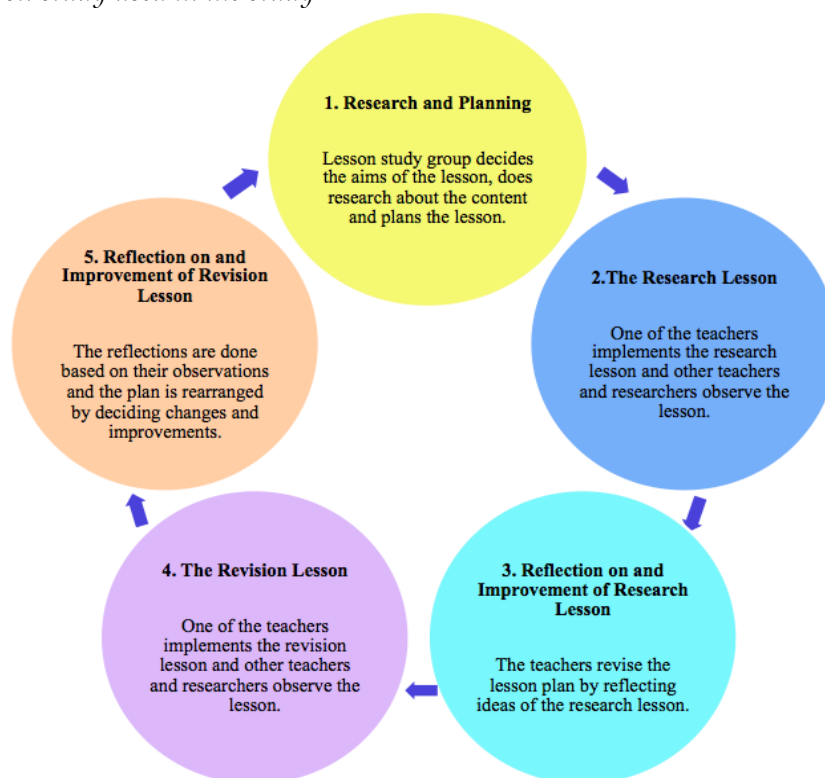 1. Research and Planning
Lesson study group decides
the aims of the lesson, does
research about the content
and plans the lesson.
2.The Research Lesson
One of the teachers
implements the research
lesson and other teachers
and researchers observe the
lesson.
3. Reflection on and
Improvement of Research
Lesson
The teachers revise the
lesson plan by reflecting
ideas of the research lesson.
4. The Revision Lesson
One of the teachers
implements the revision
lesson and other teachers
and researchers observe the
lesson.
5. Reflection on and
Improvement of Revision
Lesson
The reflections are done
based on their observations
and the plan is rearranged
by deciding changes and
improvements.